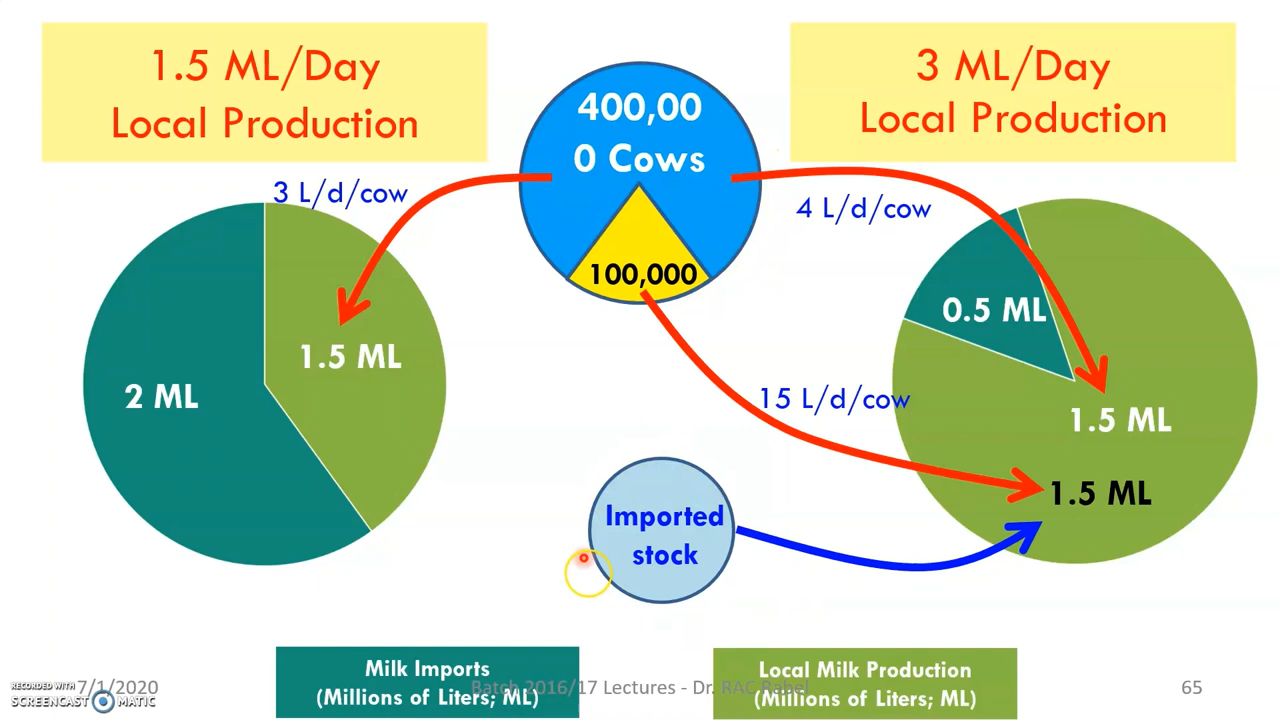 1.5 ML/Day
Local Production
400,00
0 Cows
100,000
3 ML/Day
Local Production
3 L/d/cow
4 L/d/cow
2 ML
1.5 ML
0.5 ML
15 L/d/cow
1.5 ML
1.5 ML
Imported
stock
Milk Imports
(Millions of Liters; ML)
Local Milk Production
(Millions of Liters; ML)
RECORDED WITH
SCREENCAST MATIC
7/1/2020
Batch 2016/17 Lectures - Dr. RAC Rabel
65